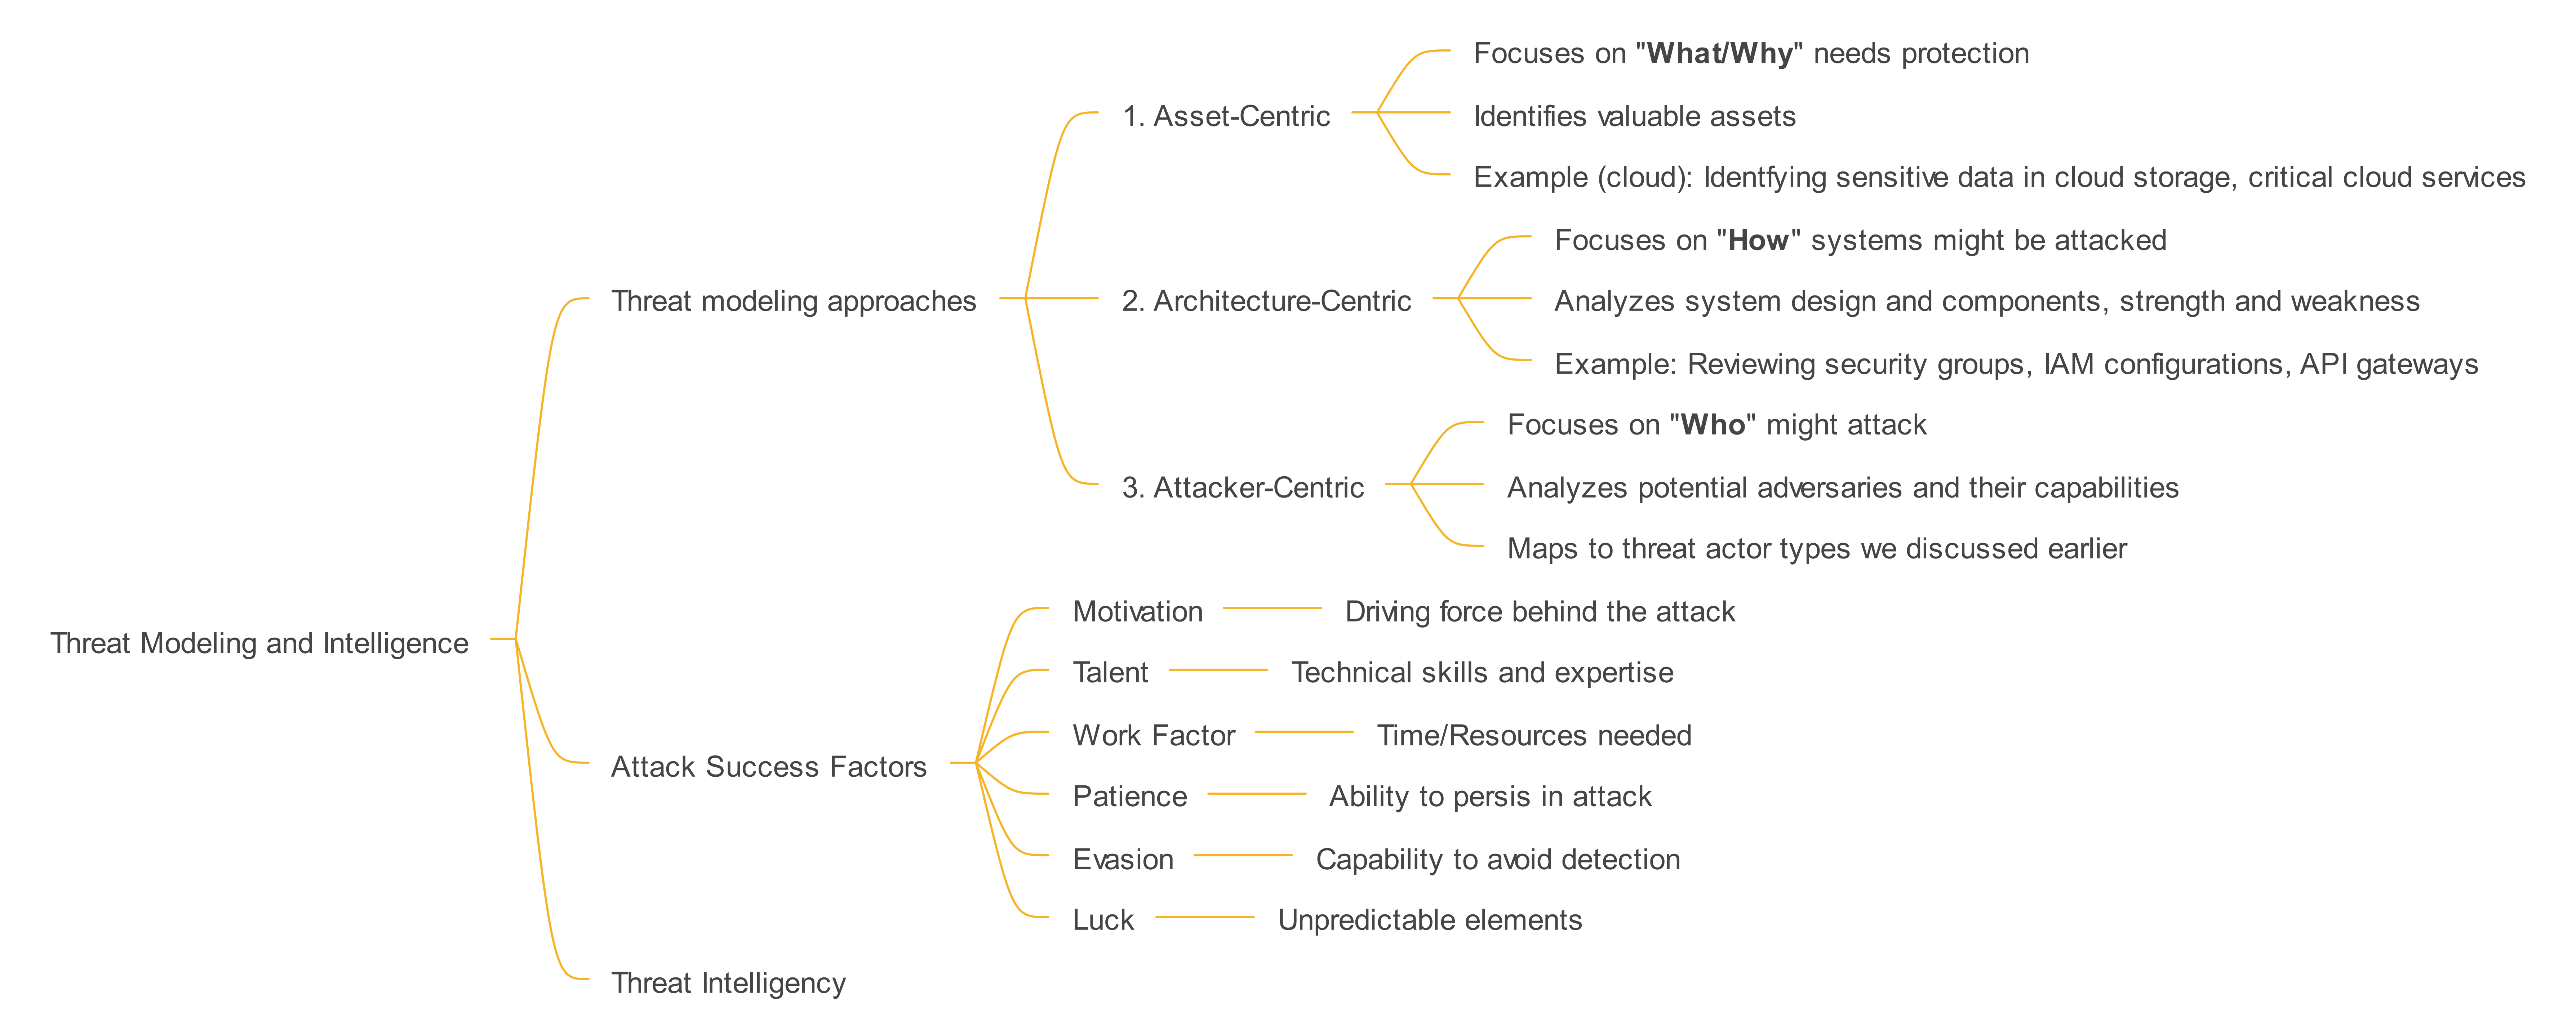 Threat Modeling and Intelligence
Threat modeling approaches
1. Asset-Centric
Focuses on "What/Why" needs protection
Identifies valuable assets
Example (cloud): Identfying sensitive data in cloud storage, critical cloud services
2. Architecture-Centric
Focuses on "How" systems might be attacked
Analyzes system design and components, strength and weakness
Example: Reviewing security groups, IAM configurations, API gateways
3. Attacker-Centric
Focuses on "Who" might attack
Analyzes potential adversaries and their capabilities
Maps to threat actor types we discussed earlier
Attack Success Factors
Motivation
Driving force behind the attack
Talent
Technical skills and expertise
Work Factor
Time/Resources needed
Patience
Ability to persis in attack
Evasion
Capability to avoid detection
Luck
Unpredictable elements
Threat Intelligency